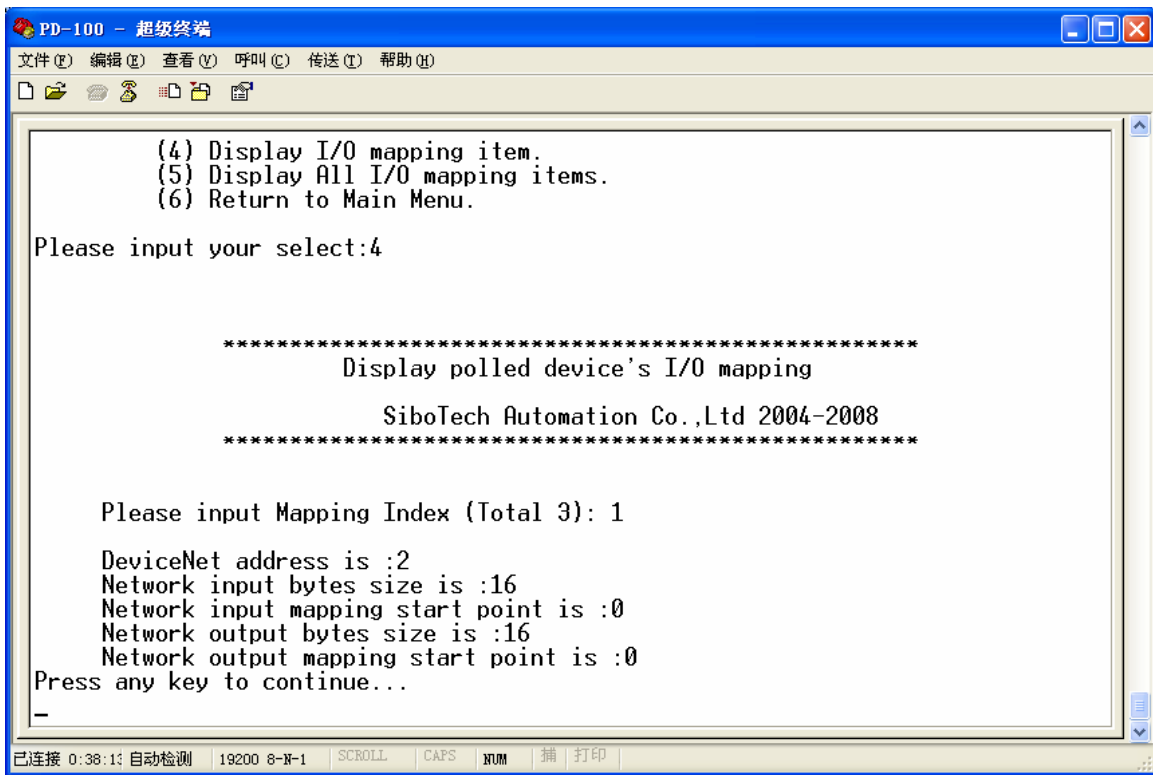 PD-100 - 超级终端
文件(F) 编辑(E) 查看(V) 呼叫(C) 传送(T) 帮助(H)
(4) Display I/O mapping item.
(5) Display All I/O mapping items.
(6) Return to Main Menu.
Please input your select:4
****************************************************
Display polled device's I/O mapping
SiboTech Automation Co.,Ltd 2004-2008
****************************************************
Please input Mapping Index (Total 3): 1
DeviceNet address is :2
Network input bytes size is :16
Network input mapping start point is :0
Network output bytes size is :16
Network output mapping start point is :0
Press any key to continue...
_
已连接 0:38:13 自动检测 19200 8-N-1 SCROLL CAPS NUM 捕 打印